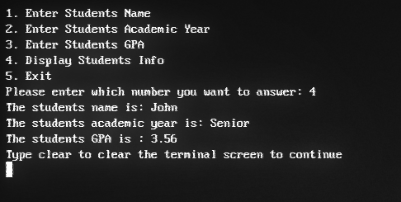 1. Enter Students Name
2. Enter Students Academic Year
3. Enter Students GPA
4. Display Students Info
5. Exit
Please enter which number you want to answer: 4
The students name is: John
The students academic year is: Senior
The students GPA is : 3.56
Type clear to clear the terminal screen to continue